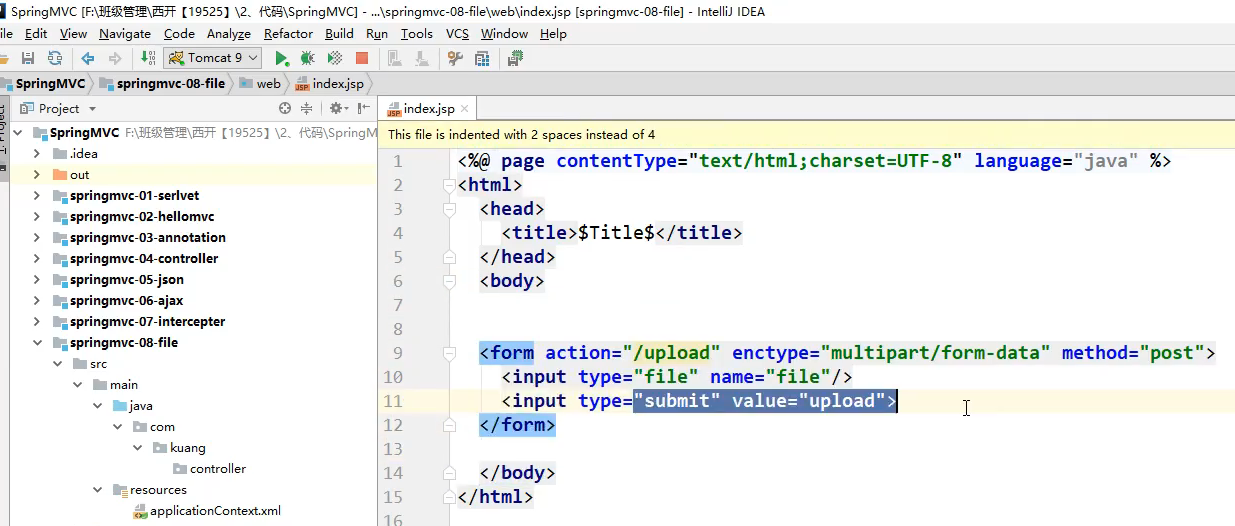 SpringMVC [F:\班级管理\西开【19525】\2、代码\SpringMVC] - ...\springmvc-08-file\web\index.jsp [springmvc-08-file] - IntelliJ IDEA
ile Edit View Navigate Code Analyze Refactor Build Run Tools VCS Window Help
Tomcat 9
SpringMVC springmvc-08-file web index.jsp
Project
index.jsp
1: Project
This file is indented with 2 spaces instead of 4
SpringMVC F:\班级管理\西开【19525】\2、代码\SpringM
.idea
out
springmvc-01-serlvet
springmvc-02-hellomvc
springmvc-03-annotation
springmvc-04-controller
springmvc-05-json
springmvc-06-ajax
springmvc-07-intercepter
springmvc-08-file
src
main
java
com
kuang
controller
resources
applicationContext.xml
1 <%@ page contentType="text/html;charset=UTF-8" language="java" %>
2 <html>
3 <head>
4 <title>$Title$</title>
5 </head>
6 <body>
7
8
9 <form action="/upload" enctype="multipart/form-data" method="post">
10 <input type="file" name="file"/>
11 <input type="submit" value="upload">
12 </form>
13
14 </body>
15 </html>
16